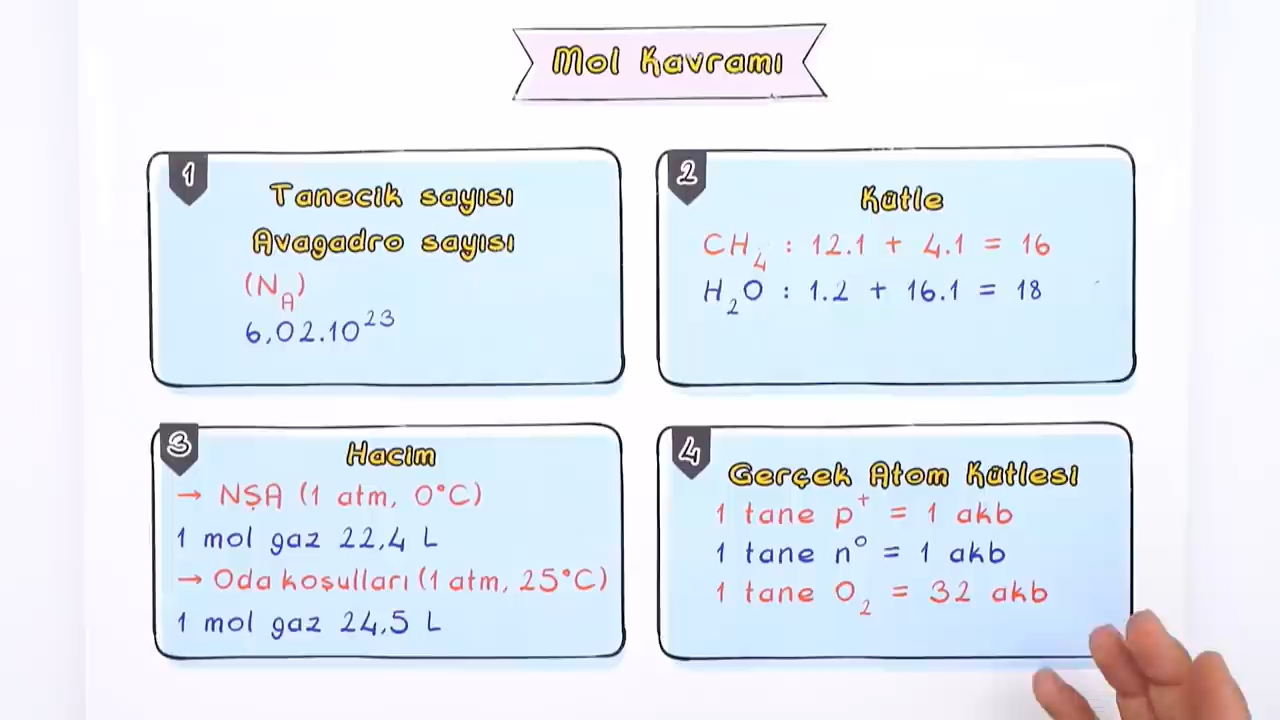 Mol Kavramı
1
Tanecik sayısı
Avagadro sayısı
(N_A)
6,02.10²³
2
Kütle
CH₄ : 12.1 + 4.1 = 16
H₂O : 1.2 + 16.1 = 18
3
Hacim
→ NŞA (1 atm, 0°C)
1 mol gaz 22,4 L
→ Oda koşulları (1 atm, 25°C)
1 mol gaz 24,5 L
4
Gerçek Atom Kütlesi
1 tane p⁺ = 1 akb
1 tane n⁰ = 1 akb
1 tane O₂ = 32 akb